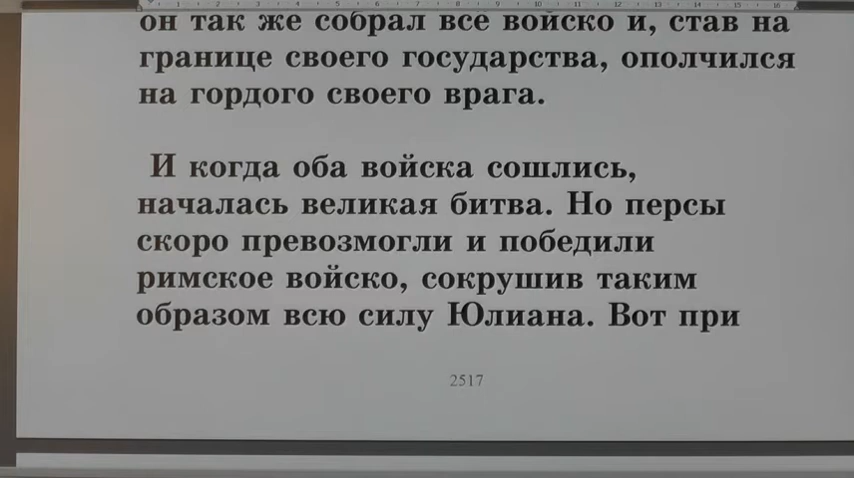 он так же собрал все войско и, став на
границе своего государства, ополчился
на гордого своего врага.
И когда оба войска сошлись,
началась великая битва. Но персы
скоро превозмогли и победили
римское войско, сокрушив таким
образом всю силу Юлиана. Вот при
2517